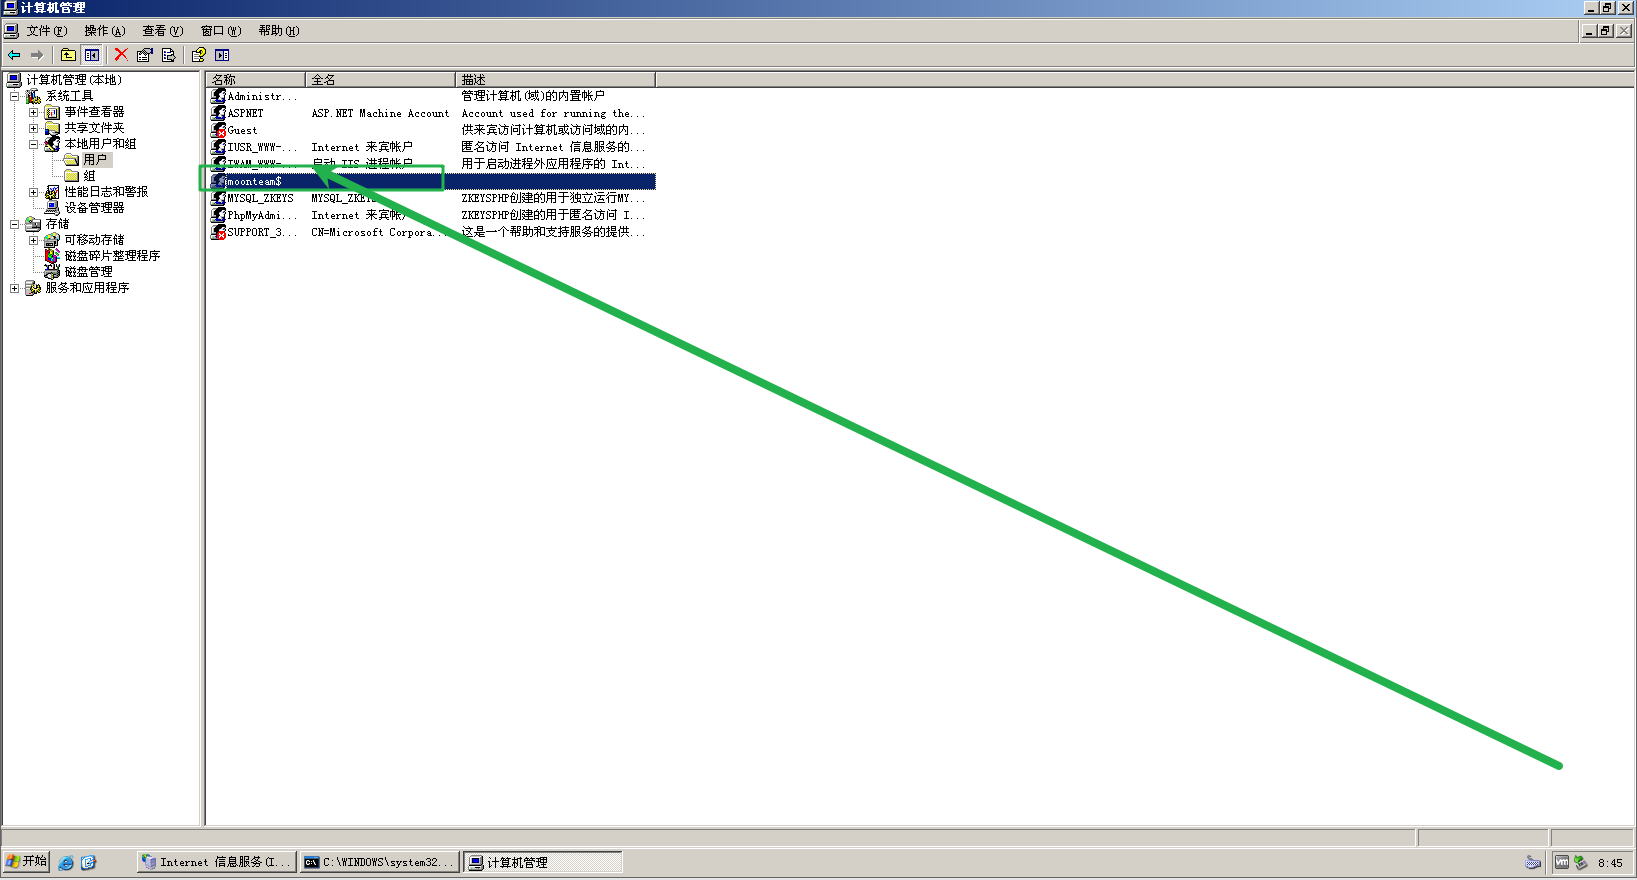 计算机管理
文件(F) 操作(A) 查看(V) 窗口(W) 帮助(H)
计算机管理(本地)
系统工具
事件查看器
共享文件夹
本地用户和组
用户
组
性能日志和警报
设备管理器
存储
可移动存储
磁盘碎片整理程序
磁盘管理
服务和应用程序
名称 全名 描述
Administr... 管理计算机(域)的内置帐户
ASPNET ASP.NET Machine Account Account used for running the...
Guest 供来宾访问计算机或访问域的内...
IUSR_WWW-... Internet 来宾帐户 匿名访问 Internet 信息服务的...
IWAM_WWW-... 启动 IIS 进程帐户 用于启动进程外应用程序的 Int...
moonteam$
MYSQL_ZKEYS MYSQL_ZKEYS ZKEYSPHP创建的用于独立运行MY...
PhpMyAdmi... Internet 来宾帐户 ZKEYSPHP创建的用于匿名访问 I...
SUPPORT_3... CN=Microsoft Corpora... 这是一个帮助和支持服务的提供...
开始 Internet 信息服务(I... C:\WINDOWS\system32... 计算机管理 vm 8:45